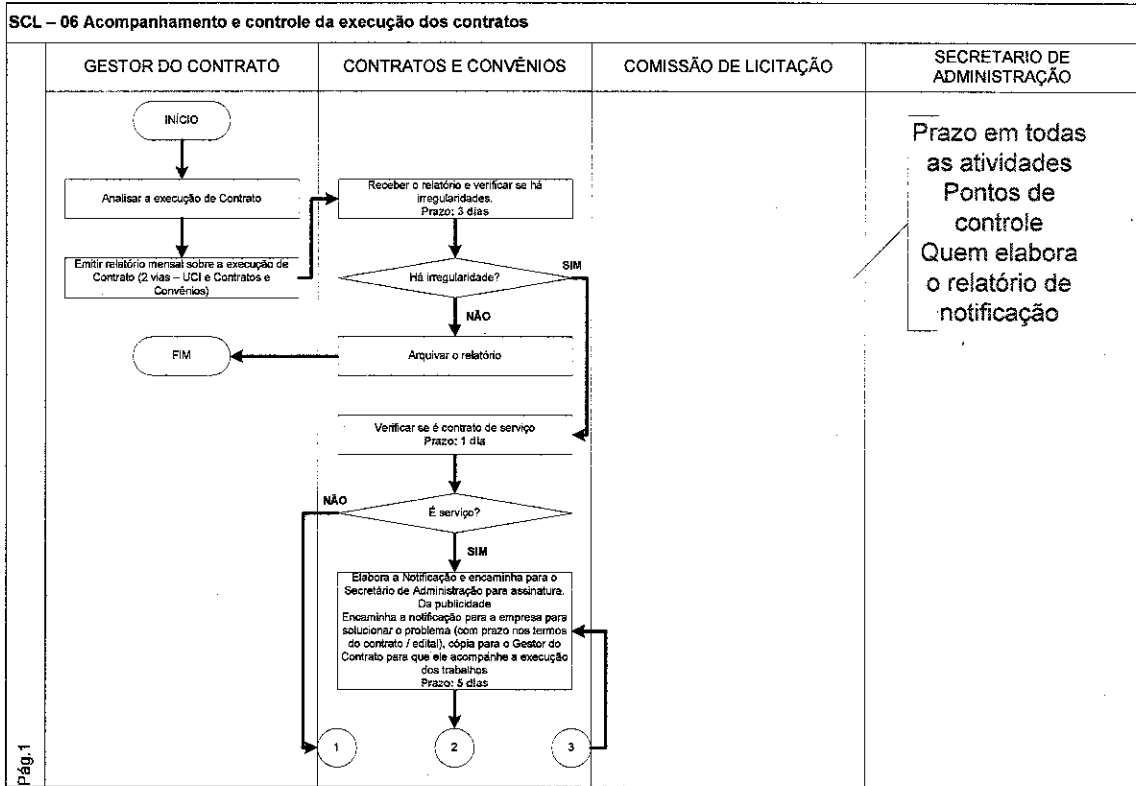 SCL – 06 Acompanhamento e controle da execução dos contratos
GESTOR DO CONTRATO
CONTRATOS E CONVÊNIOS
COMISSÃO DE LICITAÇÃO
SECRETARIO DE
ADMINISTRAÇÃO
INÍCIO
Analisar a execução de Contrato
Emitir relatório mensal sobre a execução de
Contrato (2 vias – UCI e Contratos e
Convênios)
Receber o relatório e verificar se há
irregularidades.
Prazo: 3 dias
Há irregularidade?
SIM
NÃO
Arquivar o relatório
FIM
Verificar se é contrato de serviço
Prazo: 1 dia
NÃO
É serviço?
SIM
Elabora a Notificação e encaminha para o
Secretário de Administração para assinatura.
Da publicidade
Encaminha a notificação para a empresa para
solucionar o problema (com prazo nos termos
do contrato / edital), cópia para o Gestor do
Contrato para que ele acompanhe a execução
dos trabalhos
Prazo: 5 dias
1
2
3
Prazo em todas
as atividades
Pontos de
controle
Quem elabora
o relatório de
notificação
Pág.1